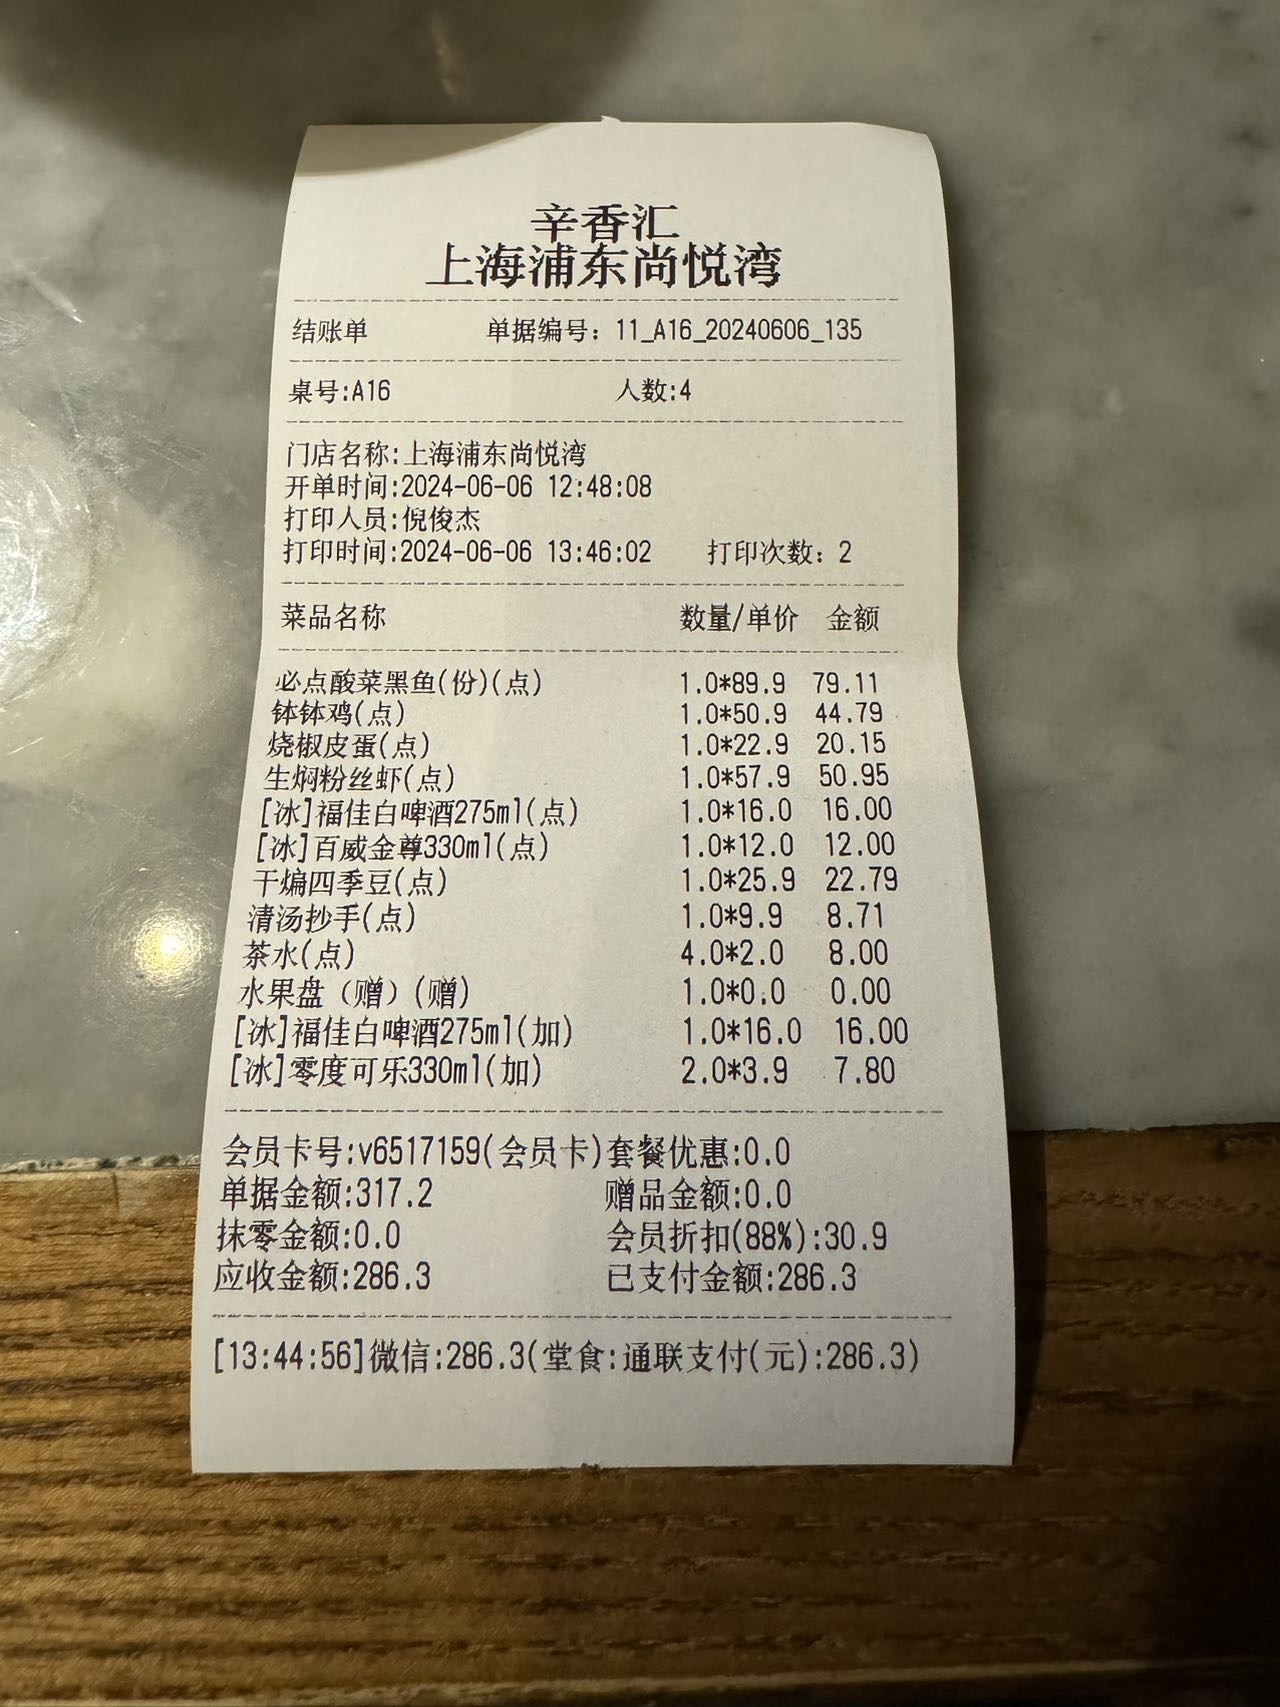 辛香汇
上海浦东尚悦湾
结账单 单据编号：11_A16_20240606_135
桌号:A16 人数:4
门店名称:上海浦东尚悦湾
开单时间:2024-06-06 12:48:08
打印人员:倪俊杰
打印时间:2024-06-06 13:46:02 打印次数：2
菜品名称 数量/单价 金额
必点酸菜黑鱼(份)(点) 1.0*89.9 79.11
钵钵鸡(点) 1.0*50.9 44.79
烧椒皮蛋(点) 1.0*22.9 20.15
生焖粉丝虾(点) 1.0*57.9 50.95
[冰]福佳白啤酒275ml(点) 1.0*16.0 16.00
[冰]百威金尊330ml(点) 1.0*12.0 12.00
干煸四季豆(点) 1.0*25.9 22.79
清汤抄手(点) 1.0*9.9 8.71
茶水(点) 4.0*2.0 8.00
水果盘（赠）(赠) 1.0*0.0 0.00
[冰]福佳白啤酒275ml(加) 1.0*16.0 16.00
[冰]零度可乐330ml(加) 2.0*3.9 7.80
会员卡号:v6517159(会员卡)套餐优惠:0.0
单据金额:317.2 赠品金额:0.0
抹零金额:0.0 会员折扣(88%):30.9
应收金额:286.3 已支付金额:286.3
[13:44:56]微信:286.3(堂食:通联支付(元):286.3)